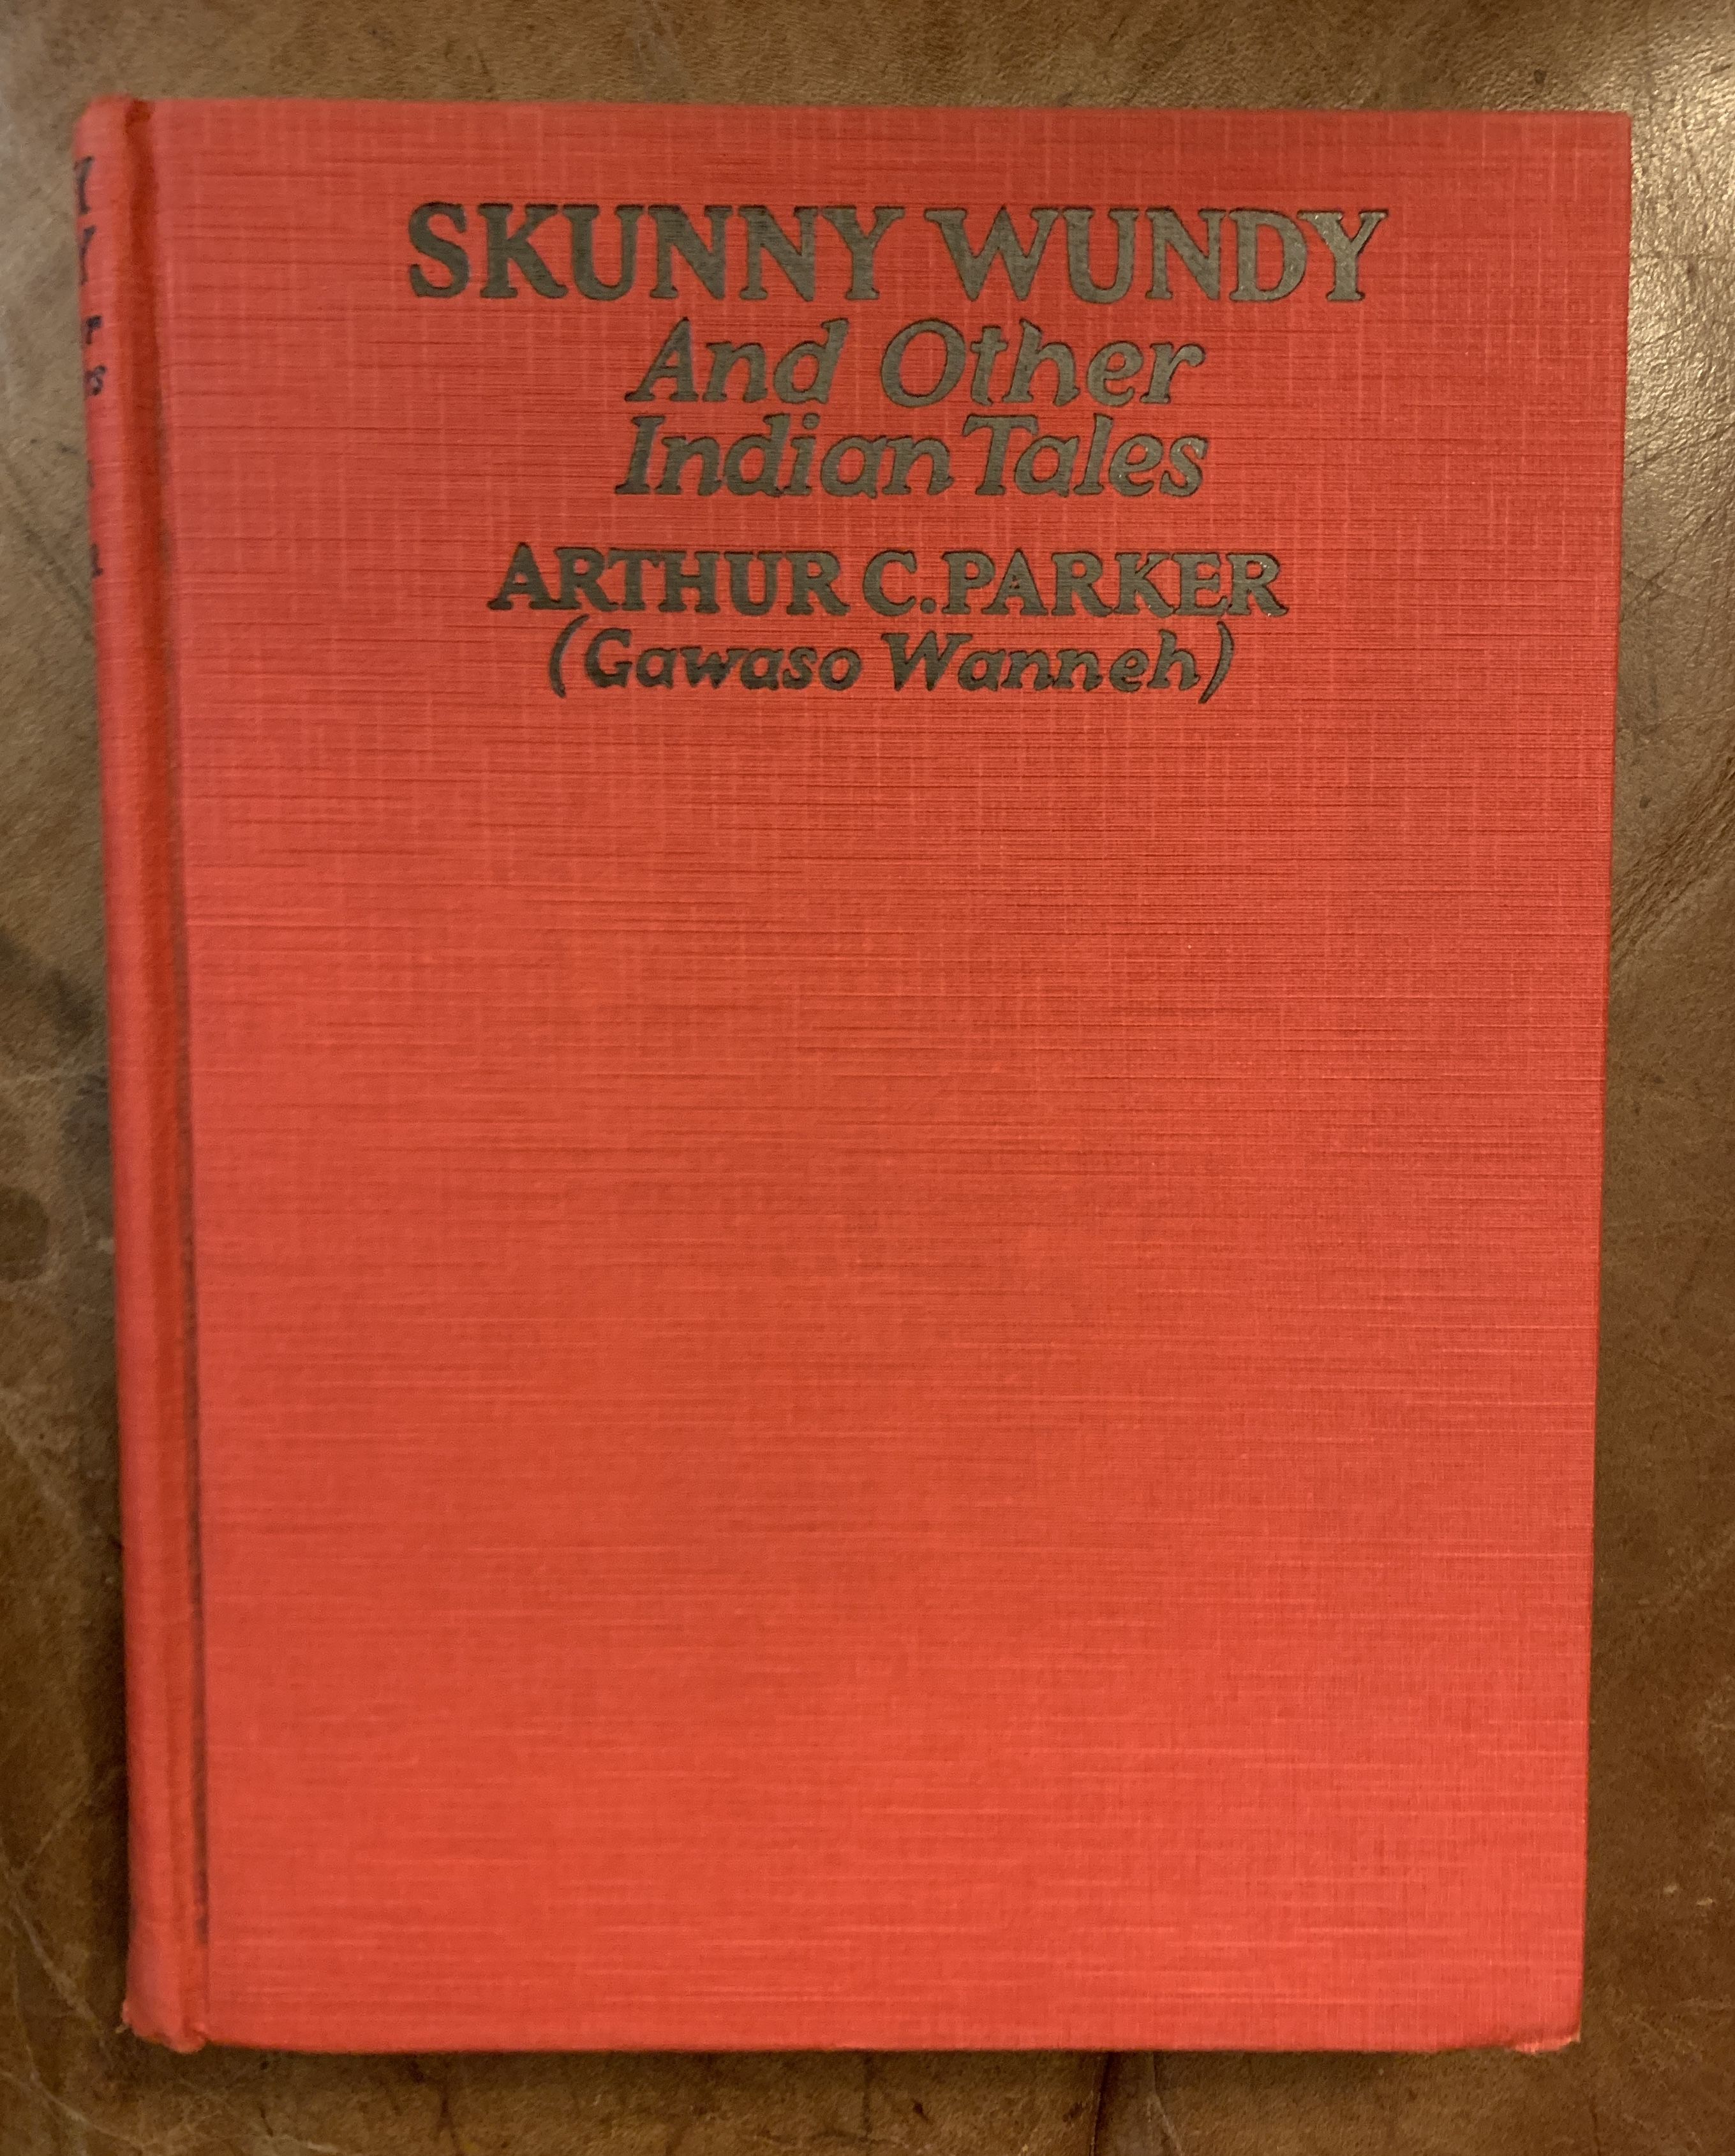 SKUNNY WUNDY
And Other
Indian Tales
ARTHUR C. PARKER
(Gawaso Wanneh)